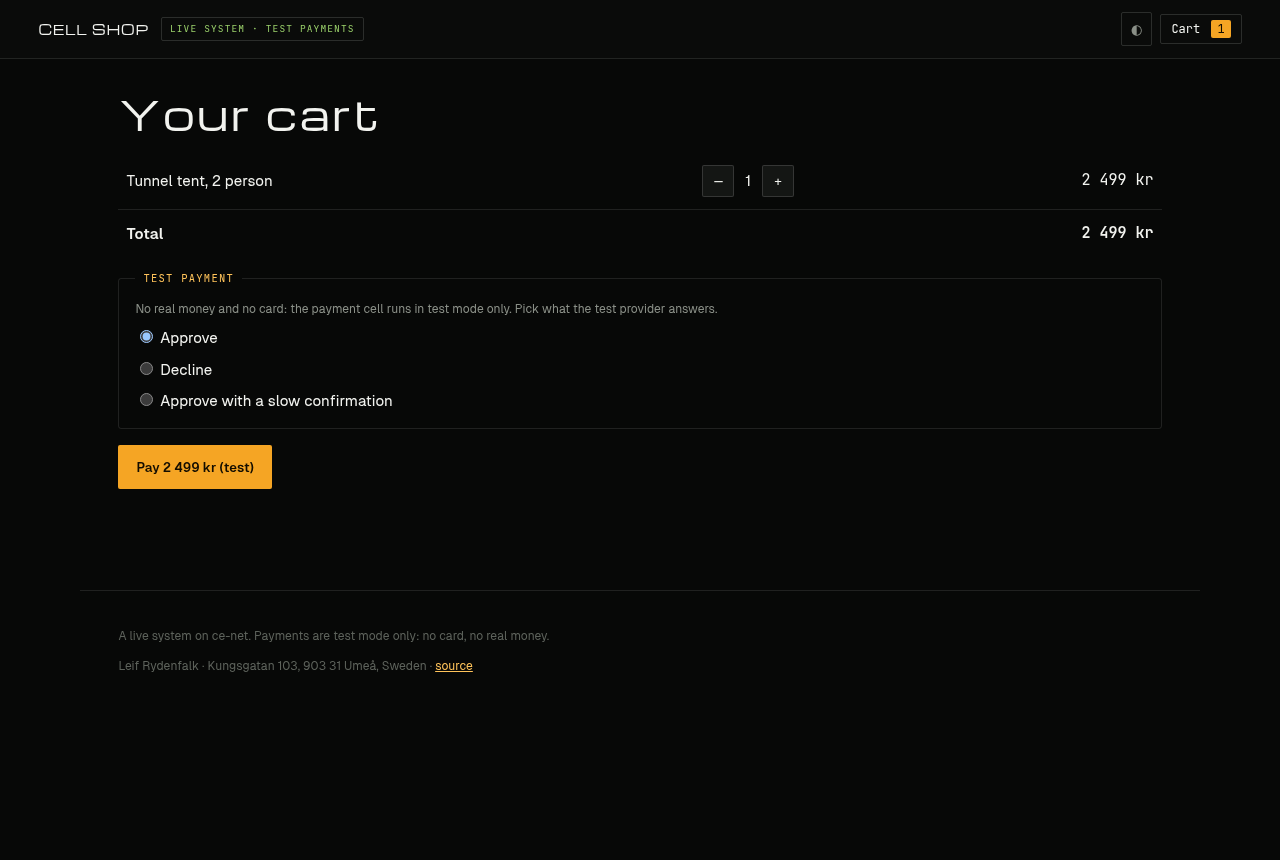 CELL SHOP
LIVE SYSTEM · TEST PAYMENTS
Cart 1
Your cart
Tunnel tent, 2 person − 1 + 2 499 kr
Total 2 499 kr
TEST PAYMENT
No real money and no card: the payment cell runs in test mode only. Pick what the test provider answers.
Approve
Decline
Approve with a slow confirmation
Pay 2 499 kr (test)
A live system on ce-net. Payments are test mode only: no card, no real money.
Leif Rydenfalk · Kungsgatan 103, 903 31 Umeå, Sweden · source